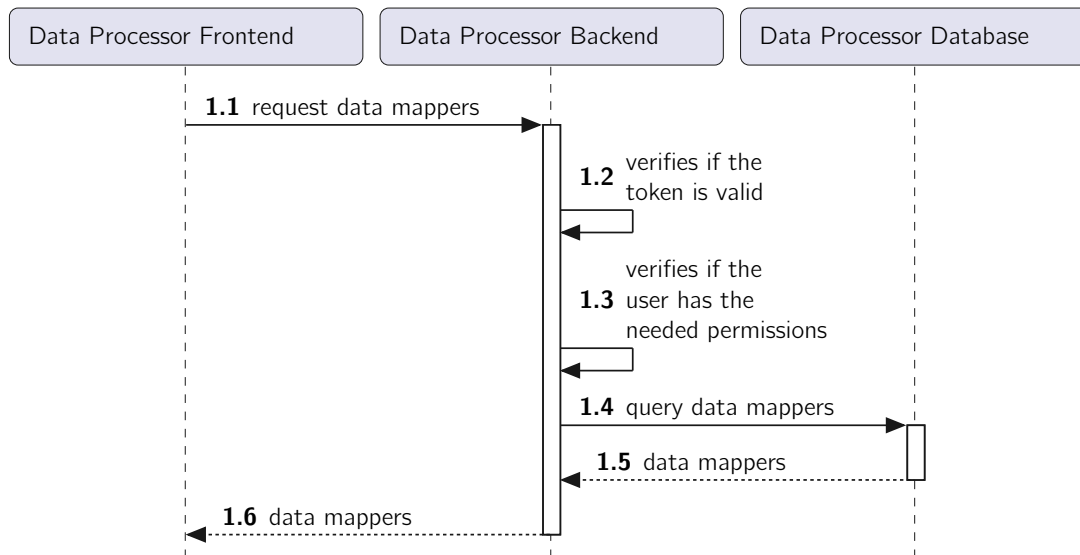 Data Processor Frontend
Data Processor Backend
Data Processor Database
1.1 request data mappers
1.2 verifies if the
token is valid
1.3 verifies if the
user has the
needed permissions
1.4 query data mappers
1.5 data mappers
1.6 data mappers